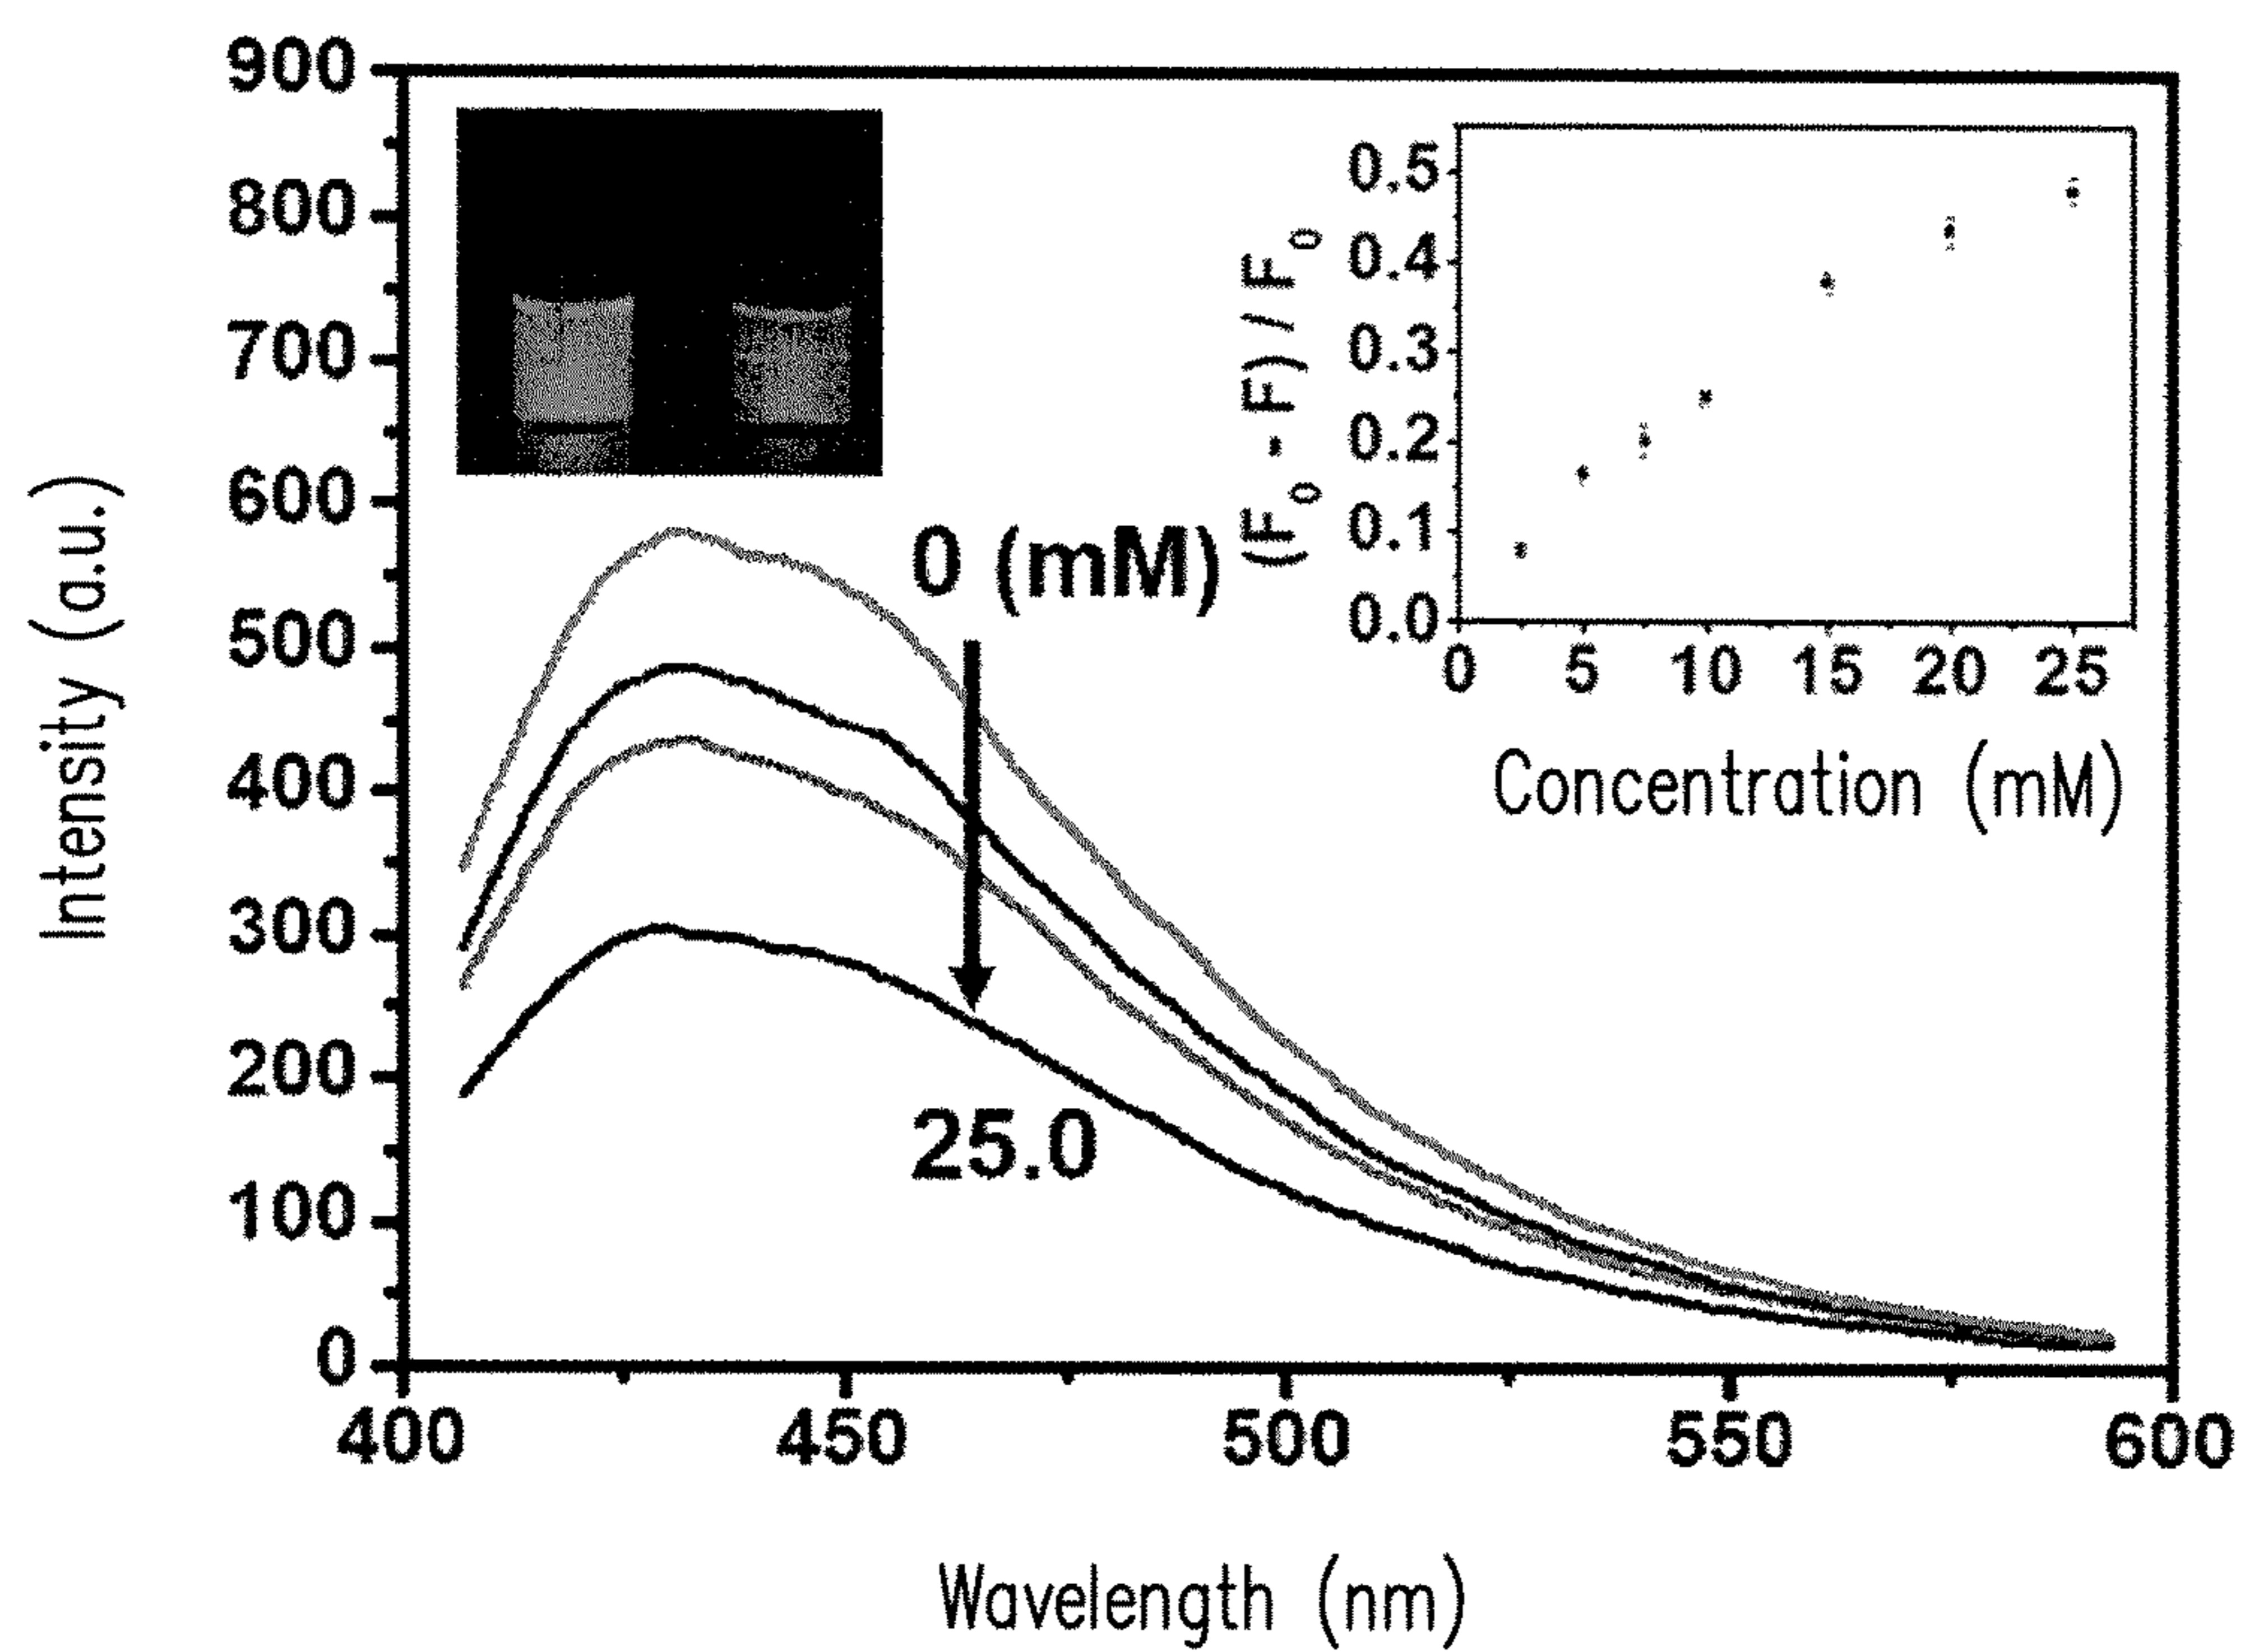 900
800
700
600
500
400
300
200
100
0
Intensity (a.u.)
400 450 500 550 600
Wavelength (nm)
0 (mM)
25.0
(F0 - F) / F0
0.5
0.4
0.3
0.2
0.1
0.0
0 5 10 15 20 25
Concentration (mM)